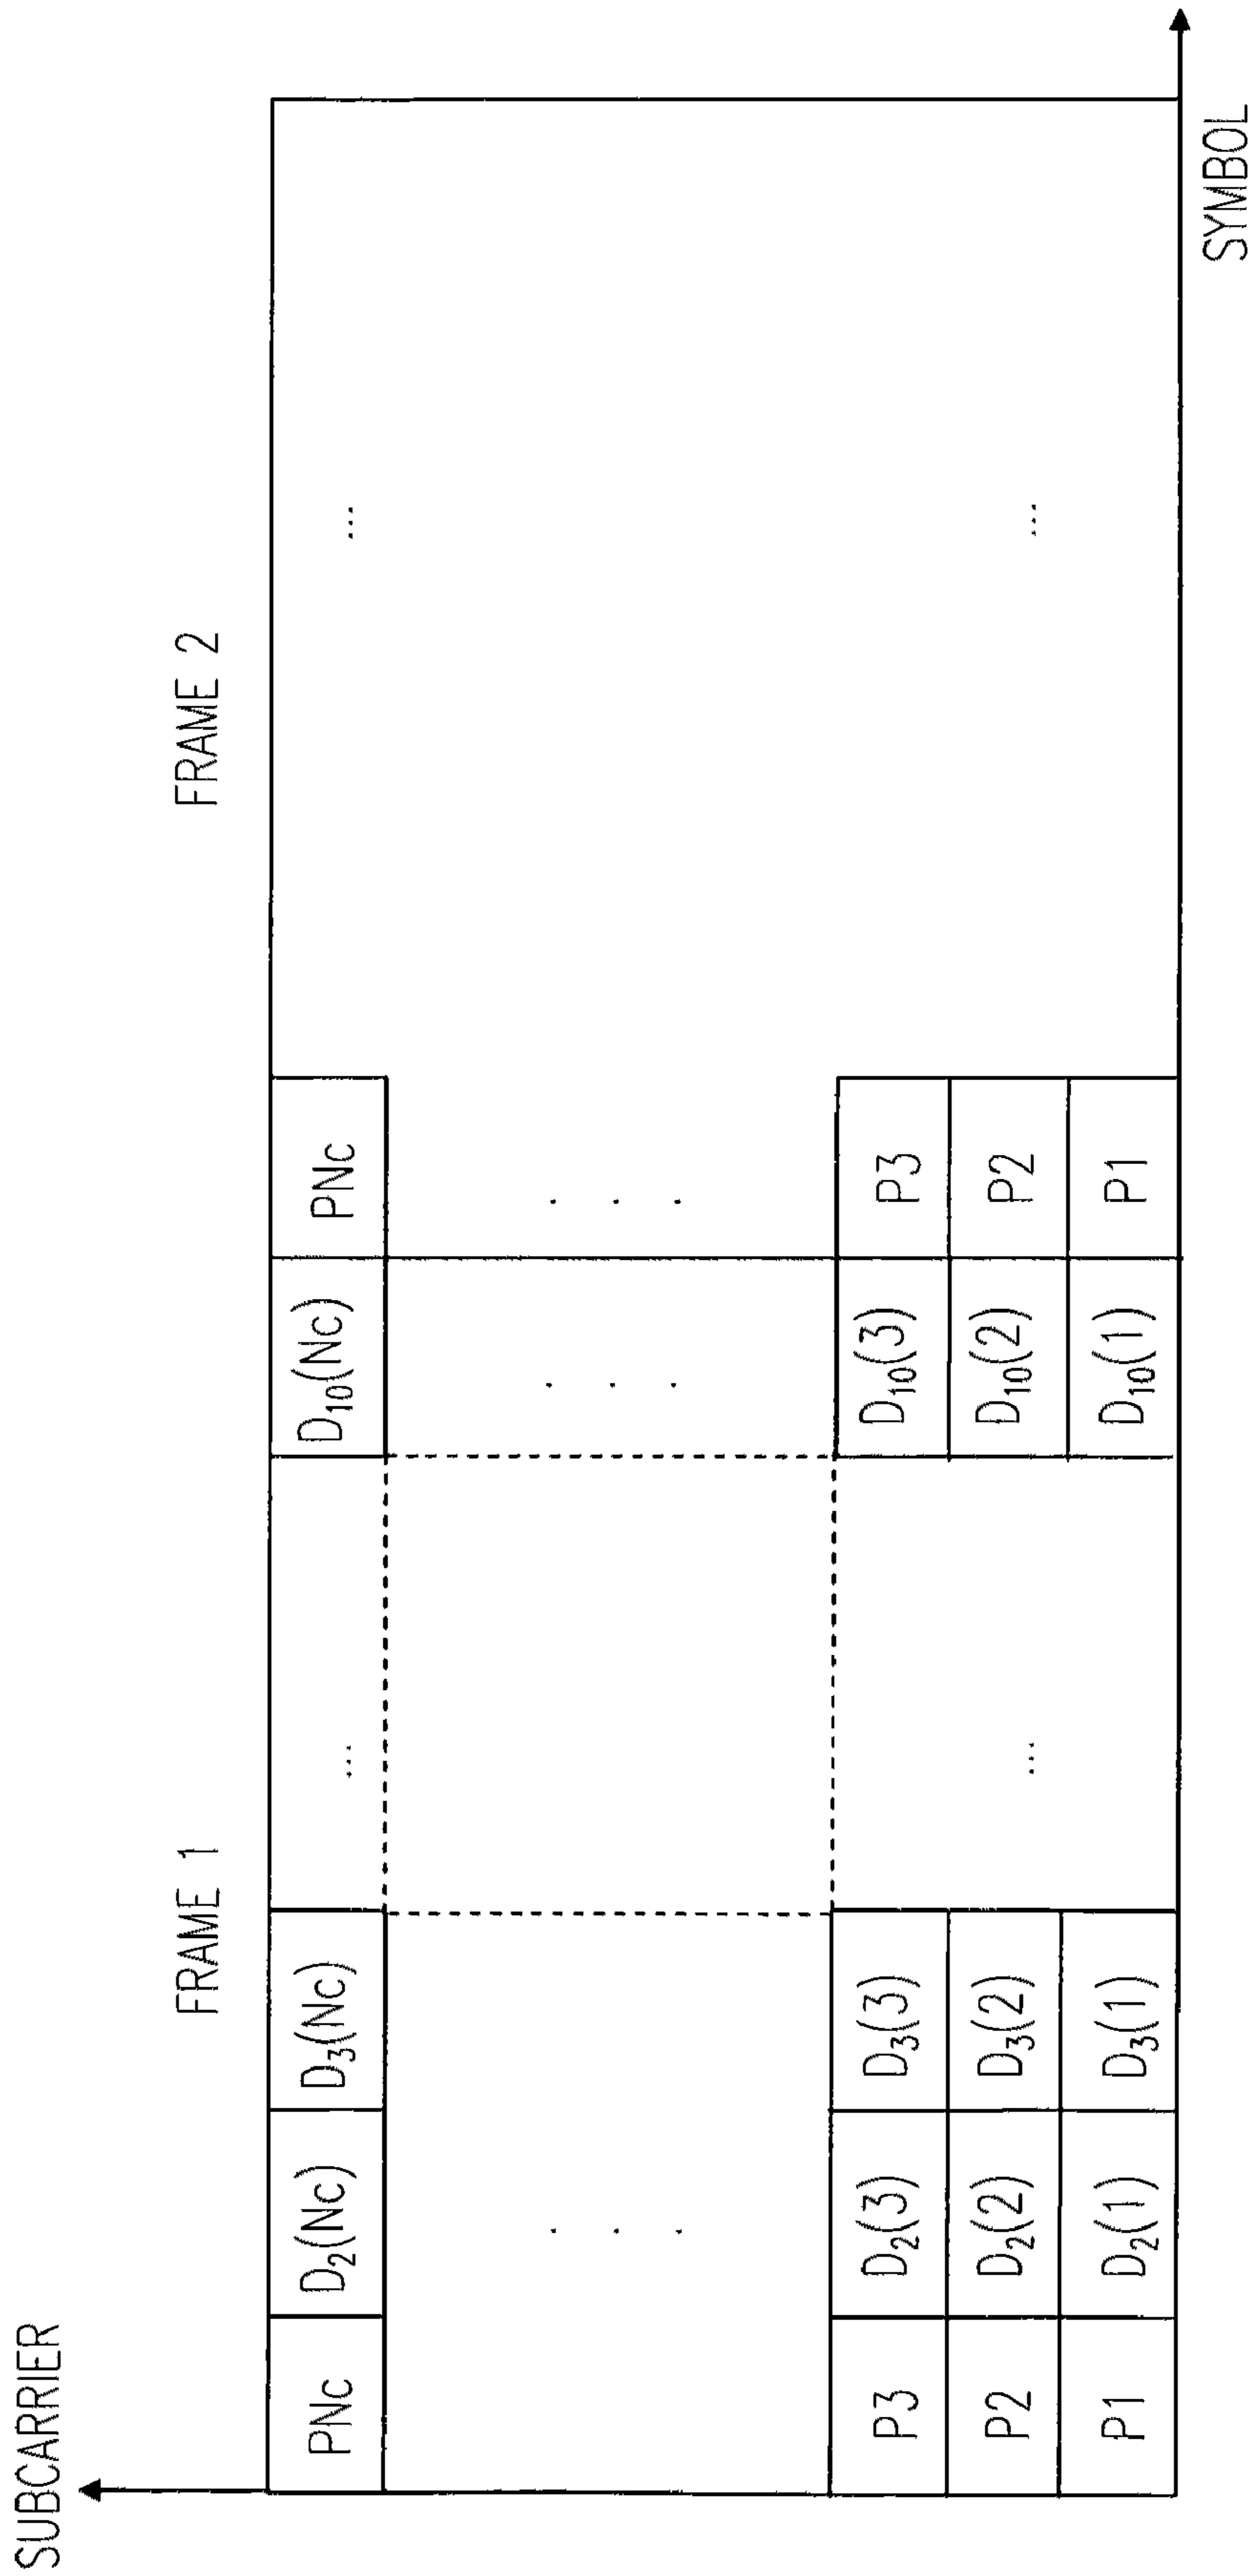 SUBCARRIER
FRAME 1
FRAME 2
PNc D₂(Nc) D₃(Nc) ... D₁₀(Nc) PNc ...
. . . . . . . . . . . .
P3 D₂(3) D₃(3) D₁₀(3) P3
P2 D₂(2) D₃(2) ... D₁₀(2) P2 ...
P1 D₂(1) D₃(1) D₁₀(1) P1
SYMBOL